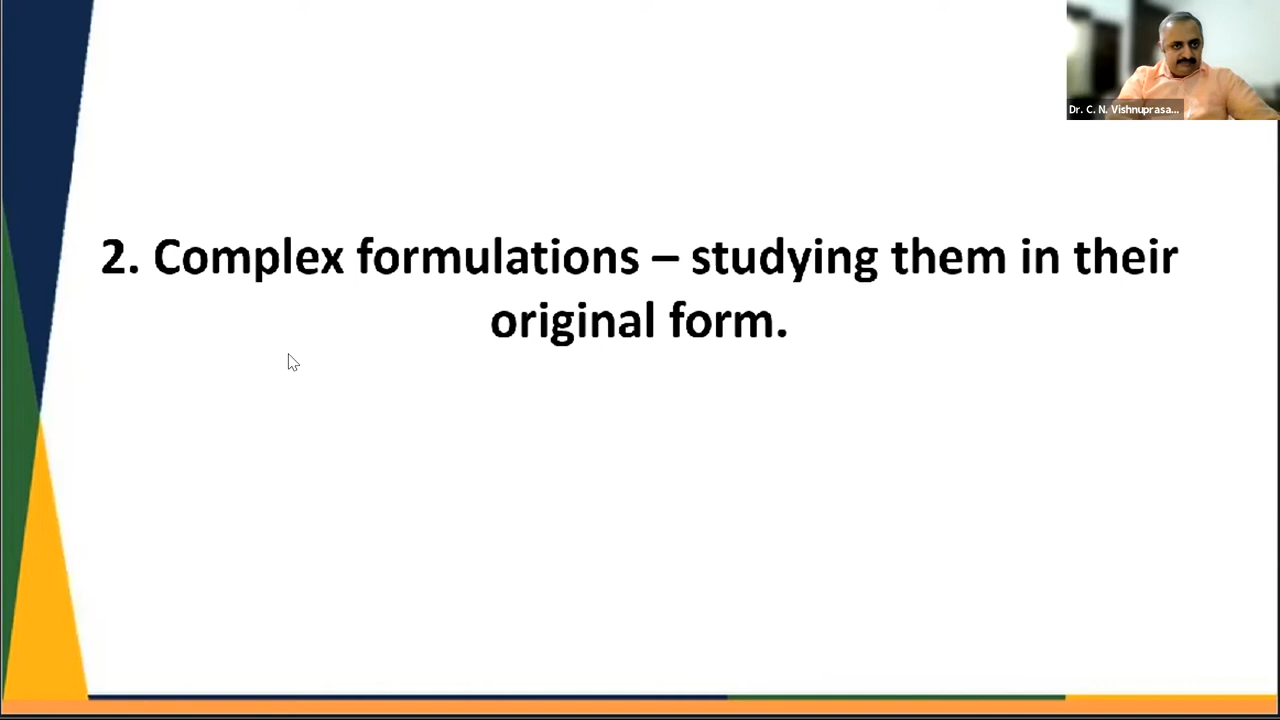 Dr. C. N. Vishnuprasa...
2. Complex formulations – studying them in their
original form.